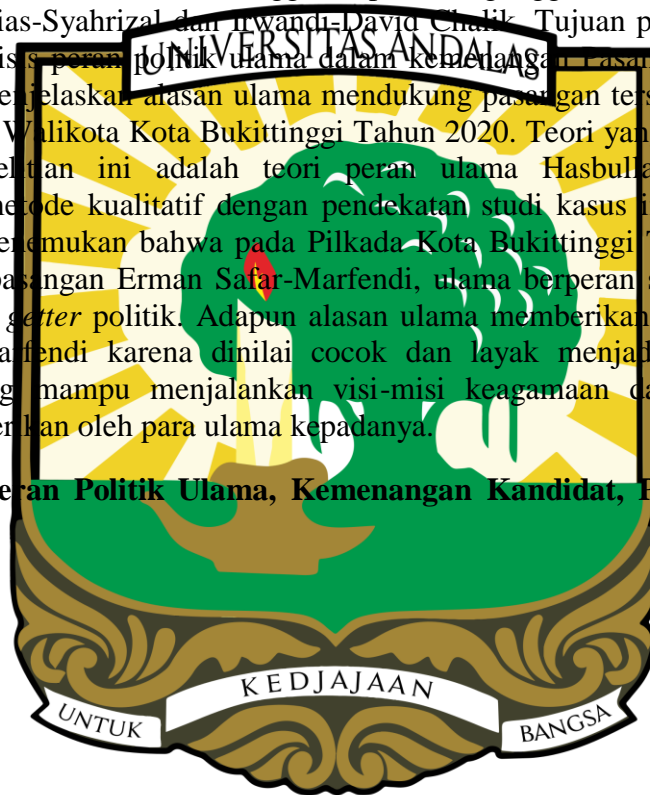 ias-Syahrizal dan Irwandi-David Chalik. Tujuan p
UNIVERSITAS ANDALAS
isis peran politik ulama dalam kemenangan Pasan
enjelaskan alasan ulama mendukung pasangan ters
Walikota Kota Bukittinggi Tahun 2020. Teori yan
elitian ini adalah teori peran ulama Hasbulla
metode kualitatif dengan pendekatan studi kasus i
enemukan bahwa pada Pilkada Kota Bukittinggi T
pasangan Erman Safar-Marfendi, ulama berperan s
getter politik. Adapun alasan ulama memberikan
arfendi karena dinilai cocok dan layak menjad
g mampu menjalankan visi-misi keagamaan da
erikan oleh para ulama kepadanya.
eran Politik Ulama, Kemenangan Kandidat, P
KEDJAJAAN
UNTUK
BANGSA